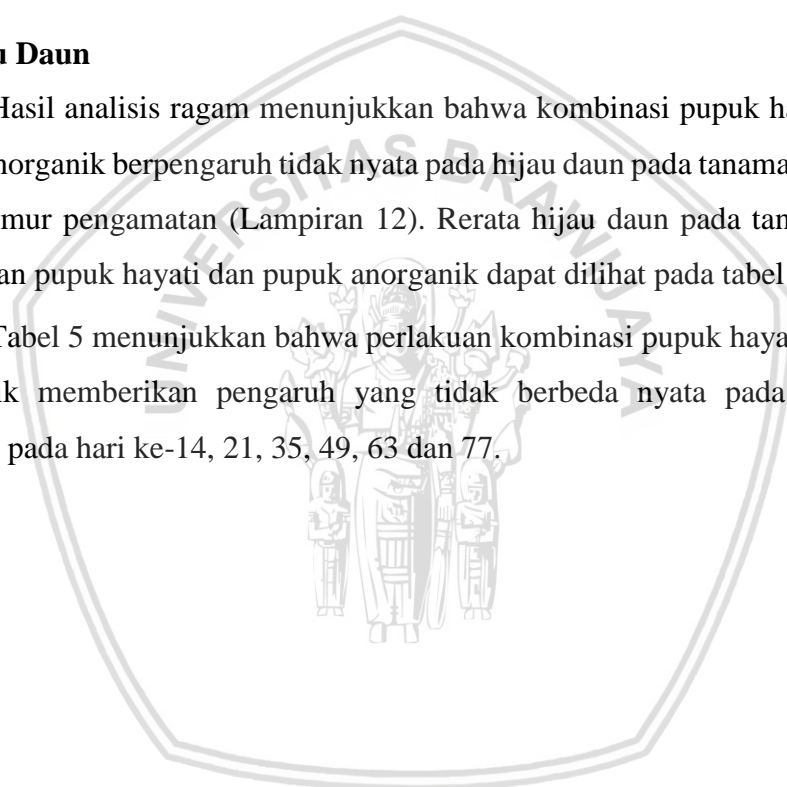 u Daun
Hasil analisis ragam menunjukkan bahwa kombinasi pupuk ha
norganik berpengaruh tidak nyata pada hijau daun pada tanama
mur pengamatan (Lampiran 12). Rerata hijau daun pada tan
an pupuk hayati dan pupuk anorganik dapat dilihat pada tabel
Tabel 5 menunjukkan bahwa perlakuan kombinasi pupuk haya
ik memberikan pengaruh yang tidak berbeda nyata pada
pada hari ke-14, 21, 35, 49, 63 dan 77.
UNIVERSITAS BRAWIJAYA